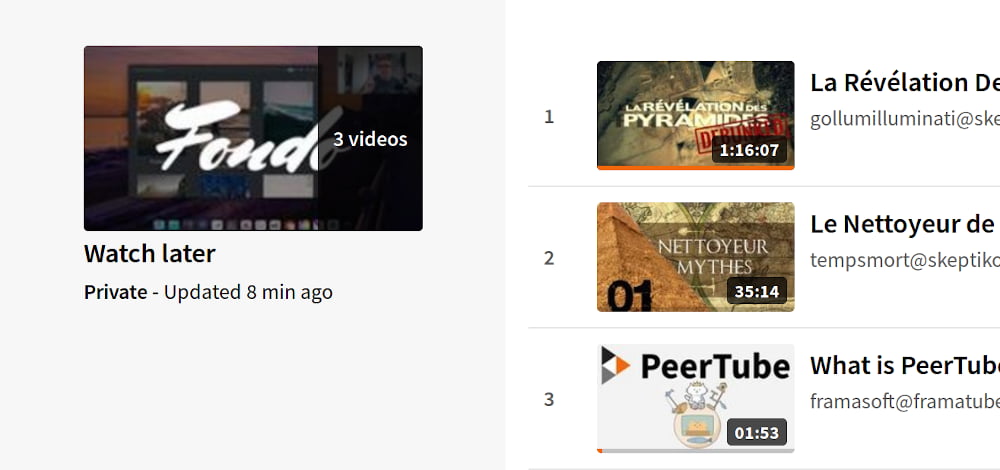 Fondo
3 videos
Watch later
Private - Updated 8 min ago
1
LA RÉVÉLATION DES
PYRAMIDES
DEBUNKED
1:16:07
La Révélation De
gollumilluminati@ske
2
NETTOYEUR
MYTHES
01
35:14
Le Nettoyeur de
tempsmort@skeptiko
3
PeerTube
01:53
What is PeerTube
framasoft@framatube